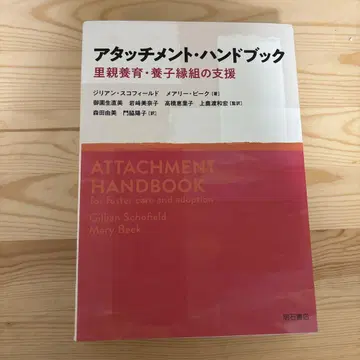 アタッチメント・ハンドブック
里親養育・養子縁組の支援
ジリアン・スコフィールド メアリー・ビーク（著）
御園生直美 岩﨑美奈子 高橋恵里子 上鹿渡和宏（監訳）
森田由美 門脇陽子（訳）
ATTACHMENT
HANDBOOK
for foster care and adoption
Gillian Schofield
Mary Beek
明石書店